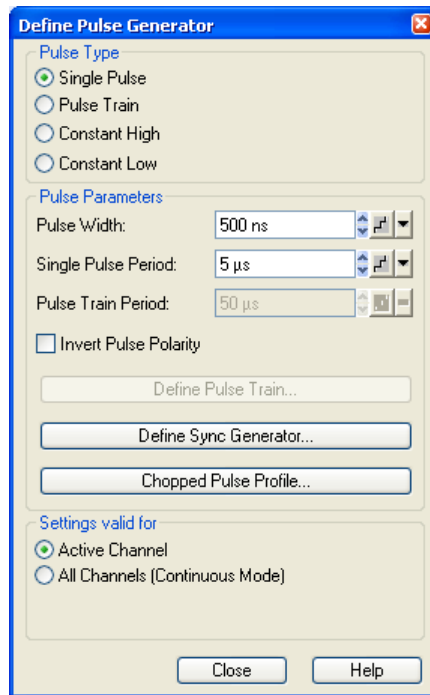 Define Pulse Generator
Pulse Type
Single Pulse
Pulse Train
Constant High
Constant Low
Pulse Parameters
Pulse Width: 500 ns
Single Pulse Period: 5 µs
Pulse Train Period: 50 µs
Invert Pulse Polarity
Define Pulse Train...
Define Sync Generator...
Chopped Pulse Profile...
Settings valid for
Active Channel
All Channels (Continuous Mode)
Close Help